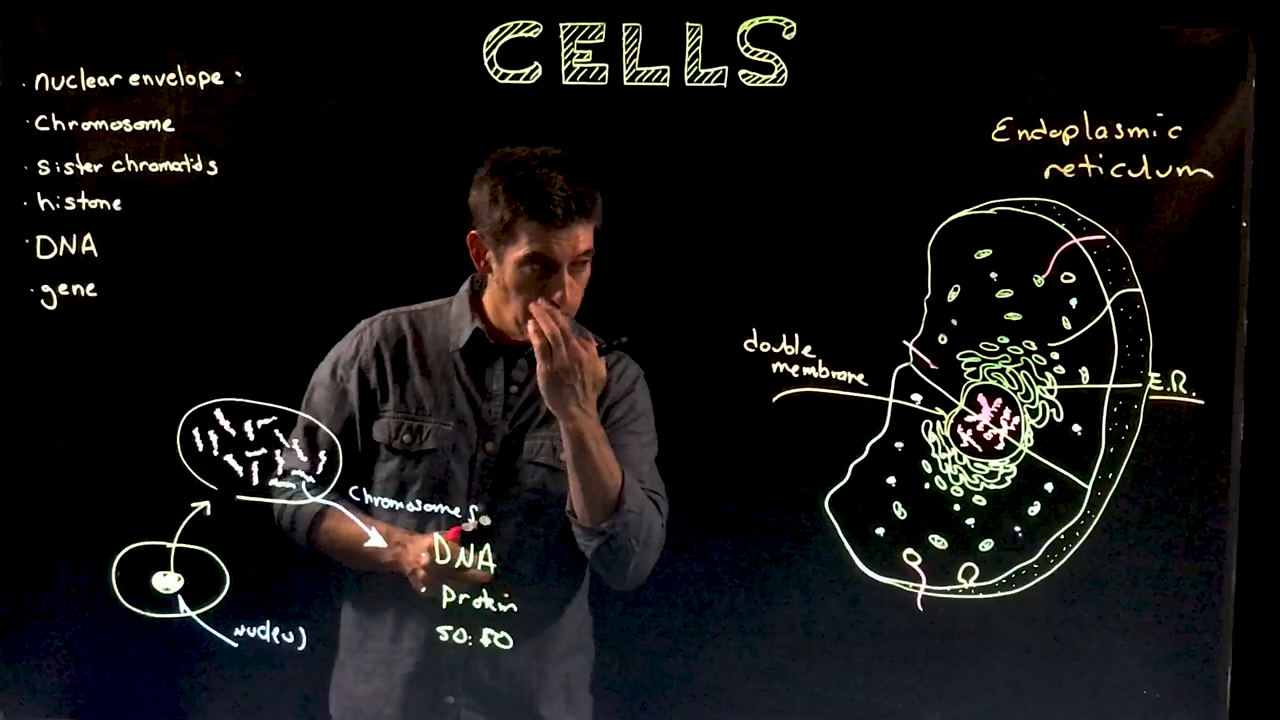 CELLS
· nuclear envelope ·
· Chromosome
· Sister chromatids
· histone
· DNA
· gene
Endoplasmic
reticulum
double
membrane
E.R.
Chromosomes
· DNA
· Protein
50:50
nucleus